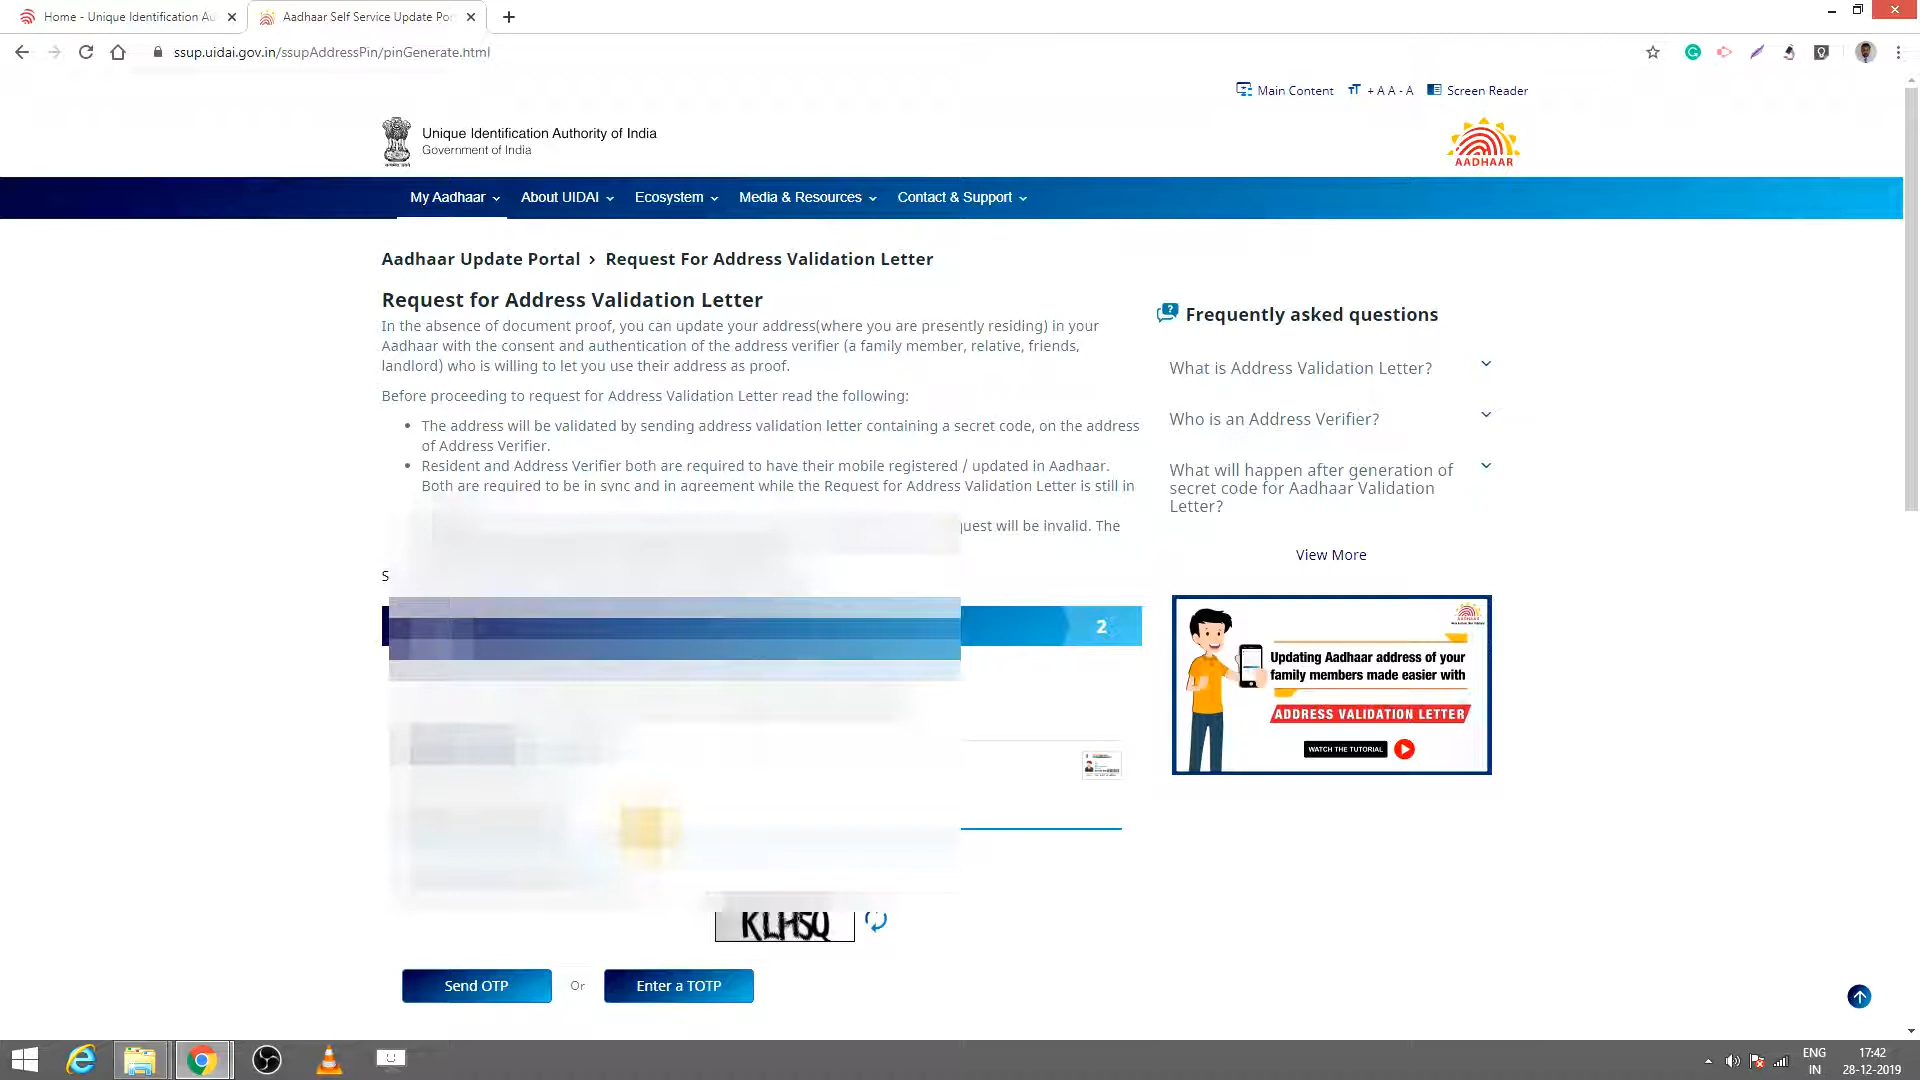 Home - Unique Identification Au
Aadhaar Self Service Update Por
ssup.uidai.gov.in/ssupAddressPin/pinGenerate.html
Main Content
+ A A - A
Screen Reader
Unique Identification Authority of India
Government of India
AADHAAR
My Aadhaar
About UIDAI
Ecosystem
Media & Resources
Contact & Support
Aadhaar Update Portal › Request For Address Validation Letter
Request for Address Validation Letter
In the absence of document proof, you can update your address(where you are presently residing) in your
Aadhaar with the consent and authentication of the address verifier (a family member, relative, friends,
landlord) who is willing to let you use their address as proof.
Before proceeding to request for Address Validation Letter read the following:
• The address will be validated by sending address validation letter containing a secret code, on the address
of Address Verifier.
• Resident and Address Verifier both are required to have their mobile registered / updated in Aadhaar.
Both are required to be in sync and in agreement while the Request for Address Validation Letter is still in
quest will be invalid. The
S
2
KLHSQ
Send OTP
Or
Enter a TOTP
Frequently asked questions
What is Address Validation Letter?
Who is an Address Verifier?
What will happen after generation of
secret code for Aadhaar Validation
Letter?
View More
Updating Aadhaar address of your
family members made easier with
ADDRESS VALIDATION LETTER
WATCH THE TUTORIAL
ENG
IN
17:42
28-12-2019